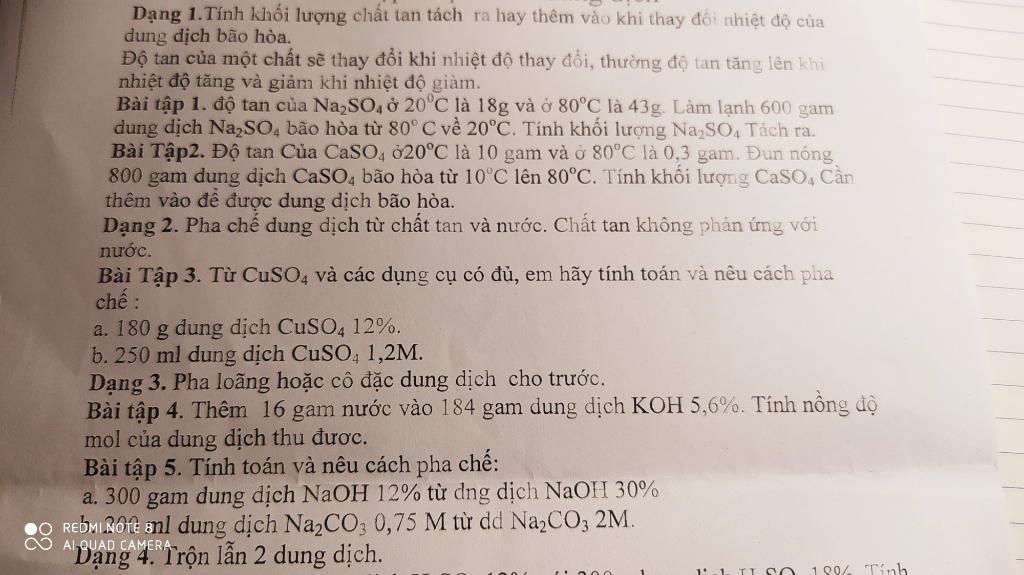 Dạng 1.Tính khối lượng chất tan tách ra hay thêm vào khi thay đổi nhiệt độ của
dung dịch bão hòa.
Độ tan của một chất sẽ thay đổi khi nhiệt độ thay đổi, thường độ tan tăng lên khi
nhiệt độ tăng và giảm khi nhiệt độ giảm.
Bài tập 1. độ tan của Na₂SO₄ ở 20⁰C là 18g và ở 80ºC là 43g. Làm lạnh 600 gam
dung dịch Na₂SO₄ bão hòa từ 80º C về 20ºC. Tính khối lượng Na₂SO₄ Tách ra.
Bài Tập2. Độ tan Của CaSO₄ ở20ºC là 10 gam và ở 80ºC là 0,3 gam. Đun nóng
800 gam dung dịch CaSO₄ bão hòa từ 10ºC lên 80ºC. Tính khối lượng CaSO₄ Cần
thêm vào để được dung dịch bão hòa.
Dạng 2. Pha chế dung dịch từ chất tan và nước. Chất tan không phản ứng với
nước.
Bài Tập 3. Từ CuSO₄ và các dụng cụ có đủ, em hãy tính toán và nêu cách pha
chế :
a. 180 g dung dịch CuSO₄ 12%.
b. 250 ml dung dịch CuSO₄ 1,2M.
Dạng 3. Pha loãng hoặc cô đặc dung dịch cho trước.
Bài tập 4. Thêm 16 gam nước vào 184 gam dung dịch KOH 5,6%. Tính nồng độ
mol của dung dịch thu đươc.
Bài tập 5. Tính toán và nêu cách pha chế:
a. 300 gam dung dịch NaOH 12% từ dng dịch NaOH 30%
b. 200 ml dung dịch Na₂CO₃ 0,75 M từ dd Na₂CO₃ 2M.
REDMI NOTE 8
AI QUAD CAMERA
Dạng 4. Trộn lẫn 2 dung dịch.
18% Tính